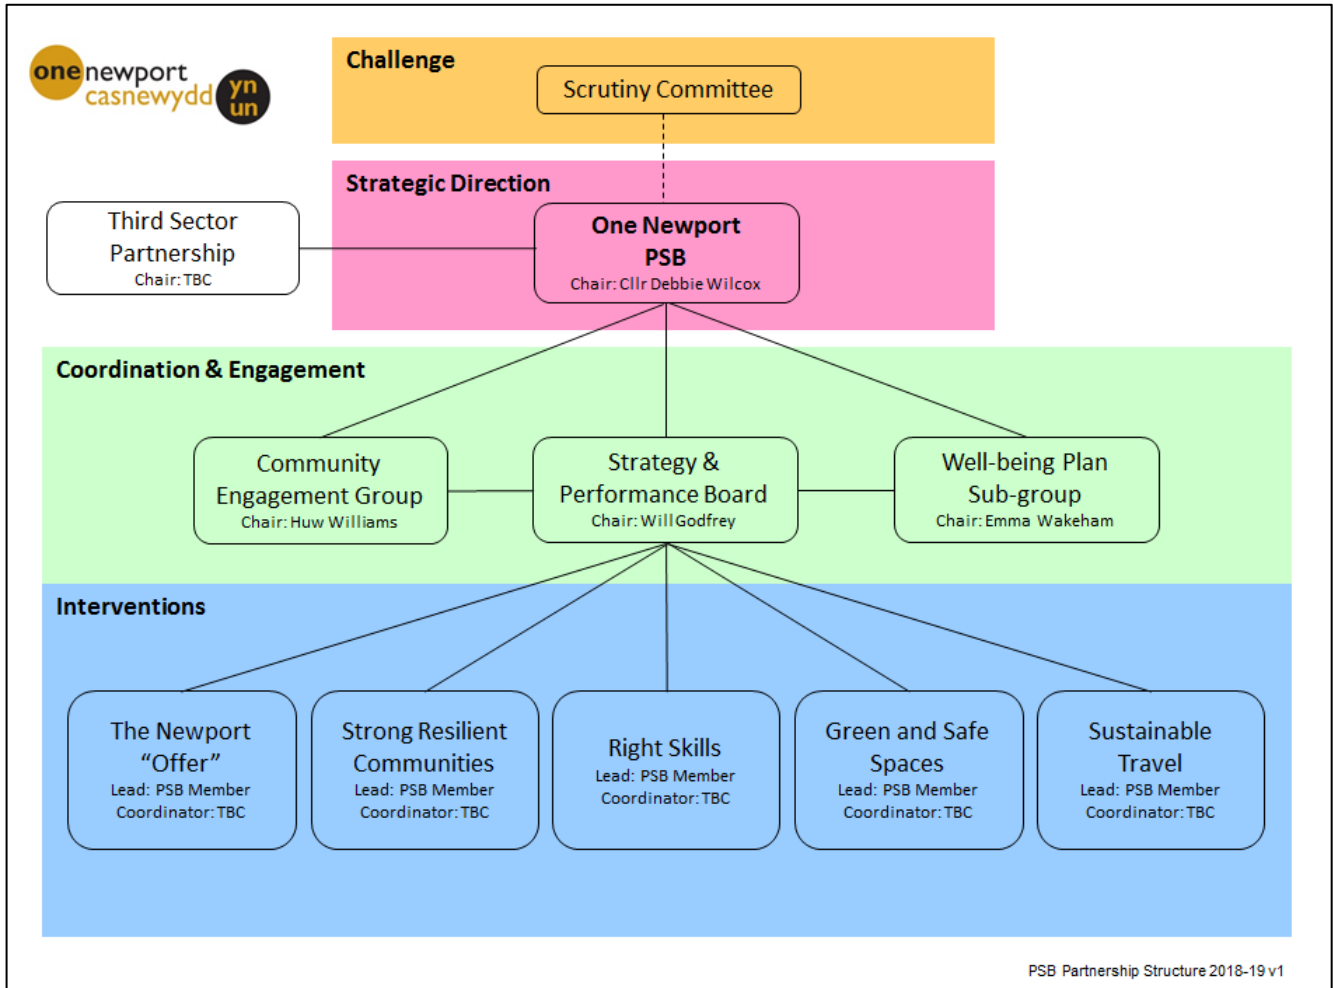 one newport
casnewydd yn
un
Challenge
Scrutiny Committee
Strategic Direction
Third Sector
Partnership
Chair: TBC
One Newport
PSB
Chair: Cllr Debbie Wilcox
Coordination & Engagement
Community
Engagement Group
Chair: Huw Williams
Strategy &
Performance Board
Chair: Will Godfrey
Well-being Plan
Sub-group
Chair: Emma Wakeham
Interventions
The Newport
“Offer”
Lead: PSB Member
Coordinator: TBC
Strong Resilient
Communities
Lead: PSB Member
Coordinator: TBC
Right Skills
Lead: PSB Member
Coordinator: TBC
Green and Safe
Spaces
Lead: PSB Member
Coordinator: TBC
Sustainable
Travel
Lead: PSB Member
Coordinator: TBC
PSB Partnership Structure 2018-19 v1